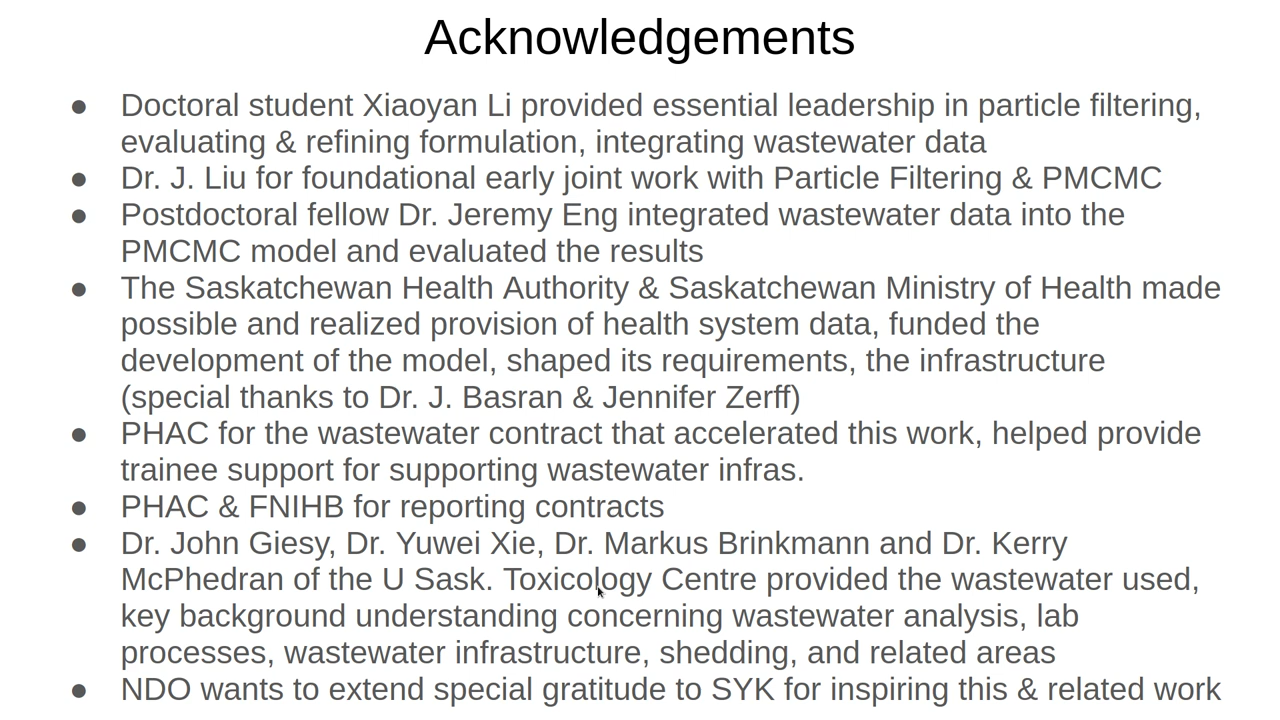 Acknowledgements
● Doctoral student Xiaoyan Li provided essential leadership in particle filtering,
evaluating & refining formulation, integrating wastewater data
● Dr. J. Liu for foundational early joint work with Particle Filtering & PMCMC
● Postdoctoral fellow Dr. Jeremy Eng integrated wastewater data into the
PMCMC model and evaluated the results
● The Saskatchewan Health Authority & Saskatchewan Ministry of Health made
possible and realized provision of health system data, funded the
development of the model, shaped its requirements, the infrastructure
(special thanks to Dr. J. Basran & Jennifer Zerff)
● PHAC for the wastewater contract that accelerated this work, helped provide
trainee support for supporting wastewater infras.
● PHAC & FNIHB for reporting contracts
● Dr. John Giesy, Dr. Yuwei Xie, Dr. Markus Brinkmann and Dr. Kerry
McPhedran of the U Sask. Toxicology Centre provided the wastewater used,
key background understanding concerning wastewater analysis, lab
processes, wastewater infrastructure, shedding, and related areas
● NDO wants to extend special gratitude to SYK for inspiring this & related work